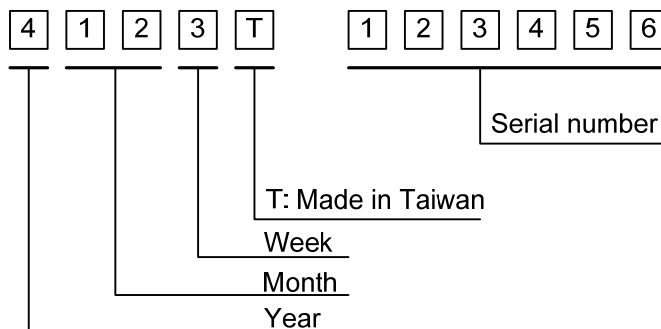 4 1 2 3 T 1 2 3 4 5 6
Serial number
T: Made in Taiwan
Week
Month
Year